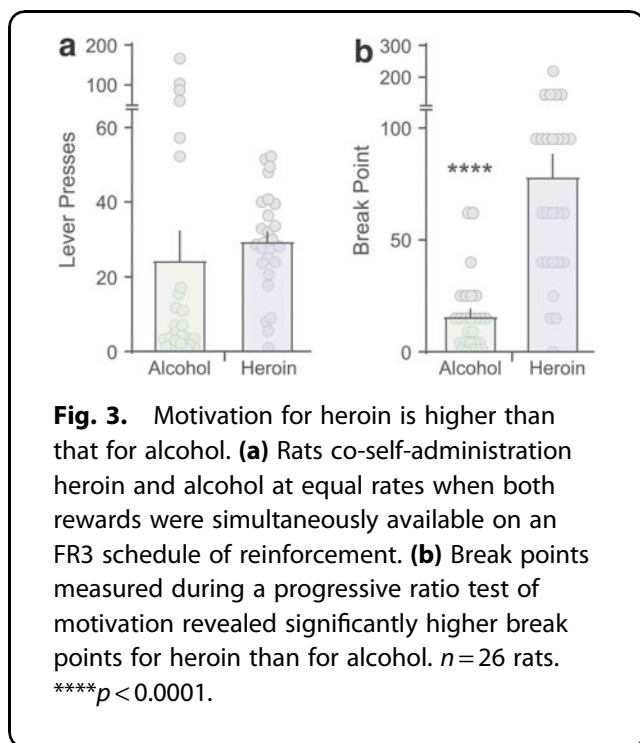 a
200
100
60
40
20
0
Lever Presses
Alcohol Heroin
b
300
200
100
50
0
Break Point
****
Alcohol Heroin
Fig. 3. Motivation for heroin is higher than
that for alcohol. (a) Rats co-self-administration
heroin and alcohol at equal rates when both
rewards were simultaneously available on an
FR3 schedule of reinforcement. (b) Break points
measured during a progressive ratio test of
motivation revealed significantly higher break
points for heroin than for alcohol. n = 26 rats.
****p < 0.0001.